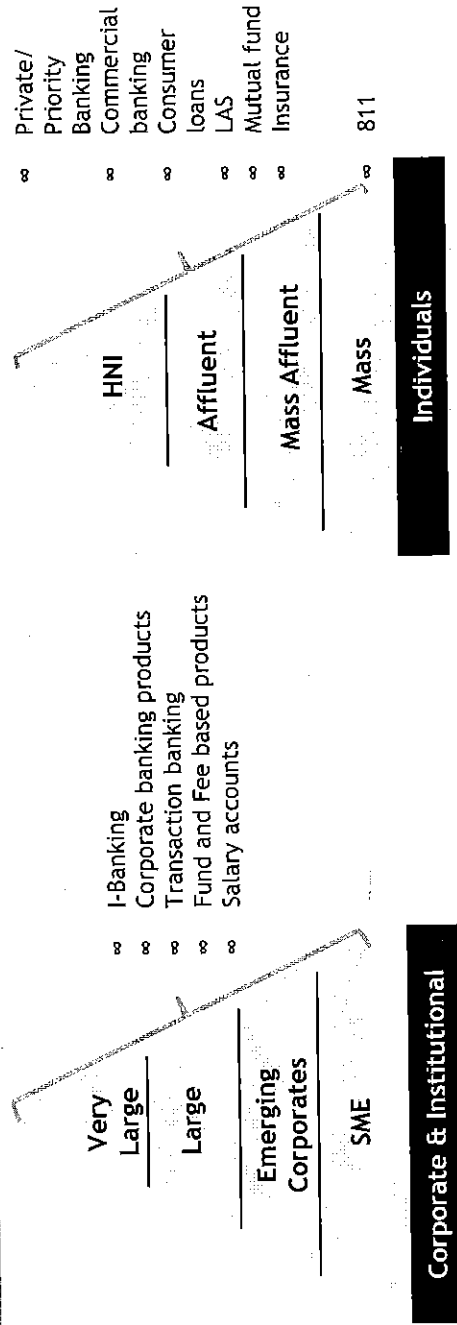 Very
Large
Large
Emerging
Corporates
SME
Corporate & Institutional
∞ I-Banking
∞ Corporate banking products
∞ Transaction banking
∞ Fund and Fee based products
∞ Salary accounts
HNI
Affluent
Mass Affluent
Mass
Individuals
∞ Private/
Priority
Banking
∞ Commercial
banking
∞ Consumer
loans
∞ LAS
∞ Mutual fund
∞ Insurance
∞ 811